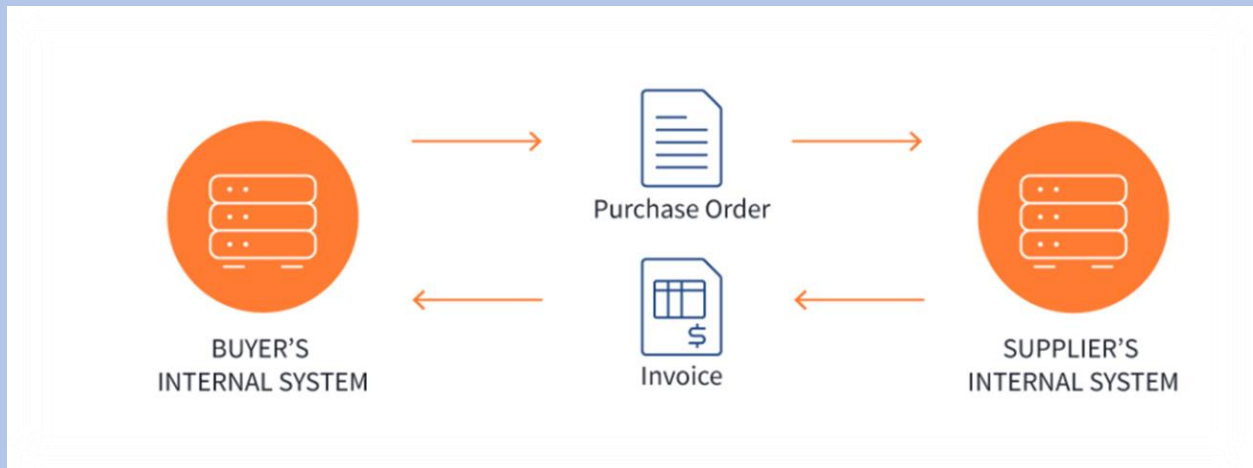 Purchase Order
BUYER’S
INTERNAL SYSTEM
$
Invoice
SUPPLIER’S
INTERNAL SYSTEM